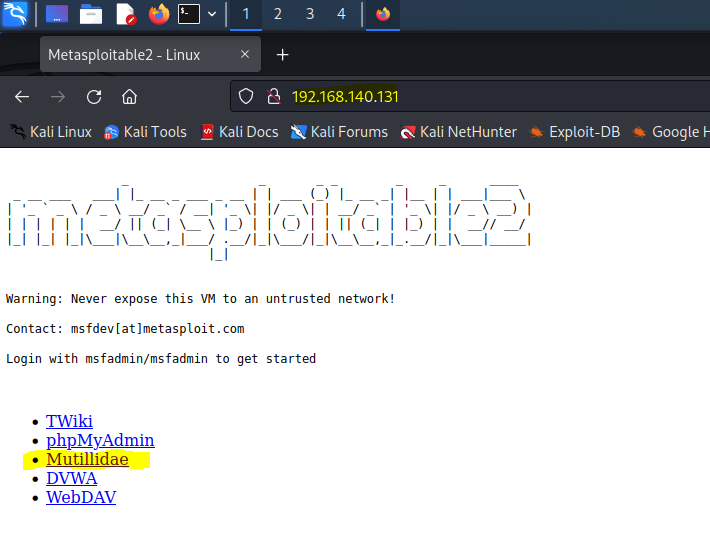 1 2 3 4
Metasploitable2 - Linux
192.168.140.131
Kali Linux Kali Tools Kali Docs Kali Forums Kali NetHunter Exploit-DB Google H
metasploitable2
Warning: Never expose this VM to an untrusted network!
Contact: msfdev[at]metasploit.com
Login with msfadmin/msfadmin to get started
TWiki
phpMyAdmin
Mutillidae
DVWA
WebDAV